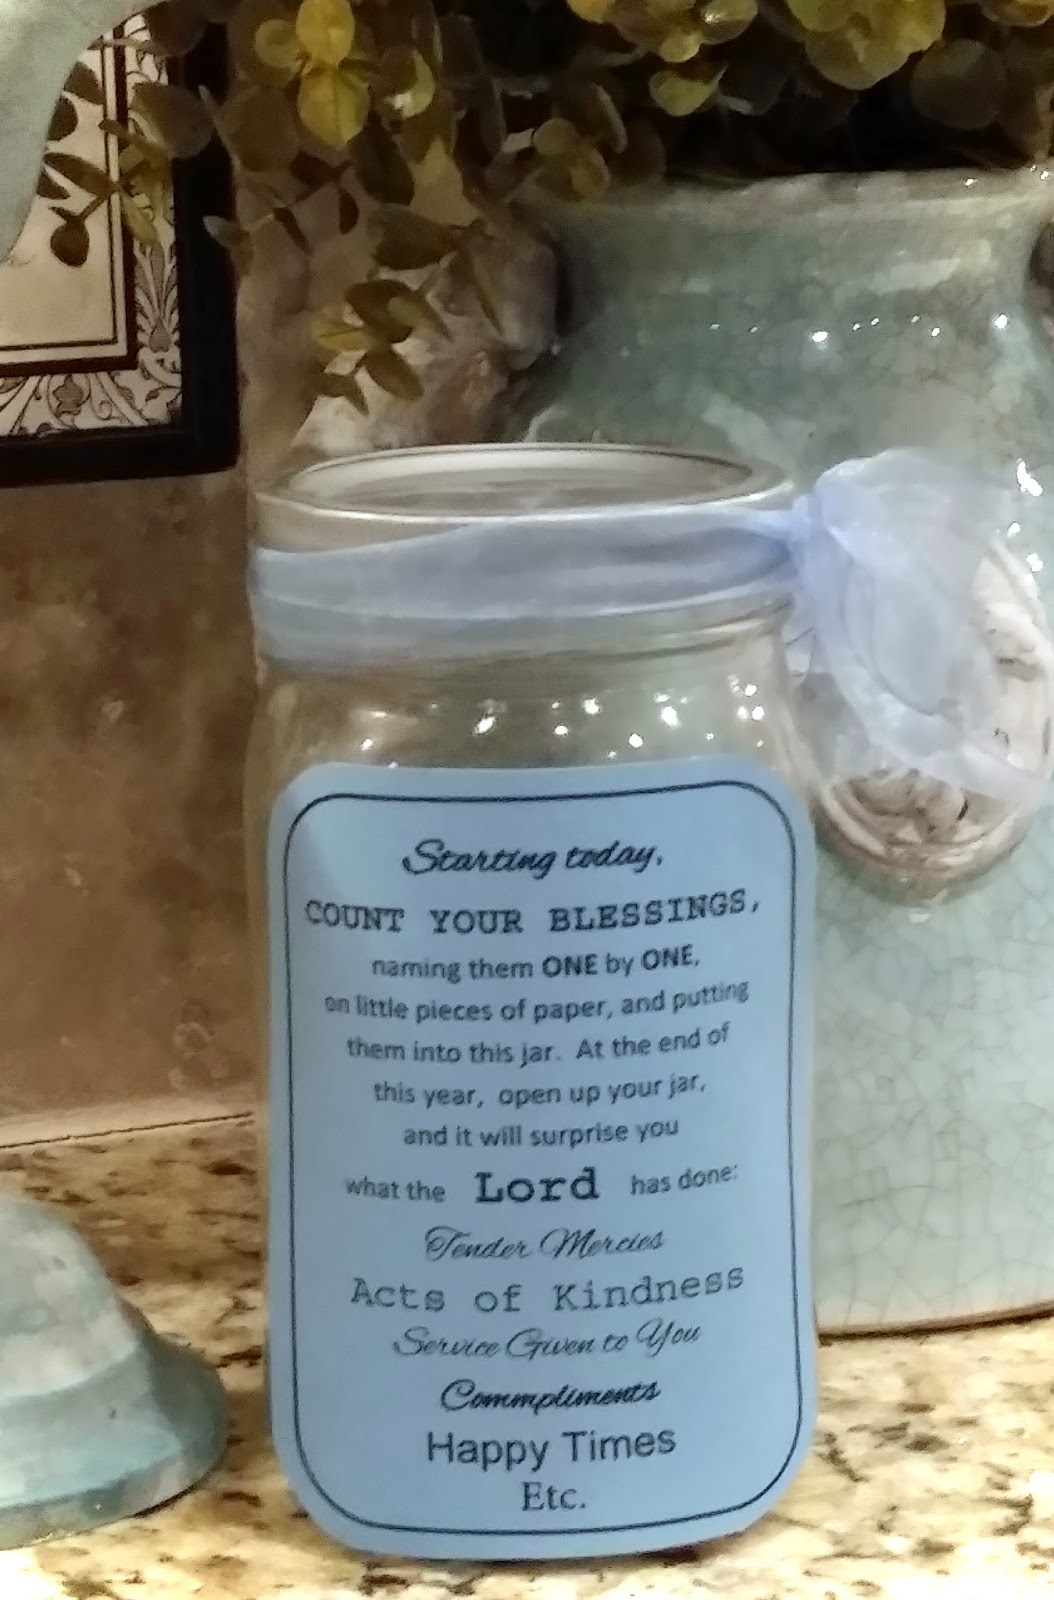 Starting today,
COUNT YOUR BLESSINGS,
naming them ONE by ONE,
on little pieces of paper, and putting
them into this jar. At the end of
this year, open up your jar,
and it will surprise you
what the Lord has done:
Tender Mercies
Acts of Kindness
Service Given to You
Commpliments
Happy Times
Etc.